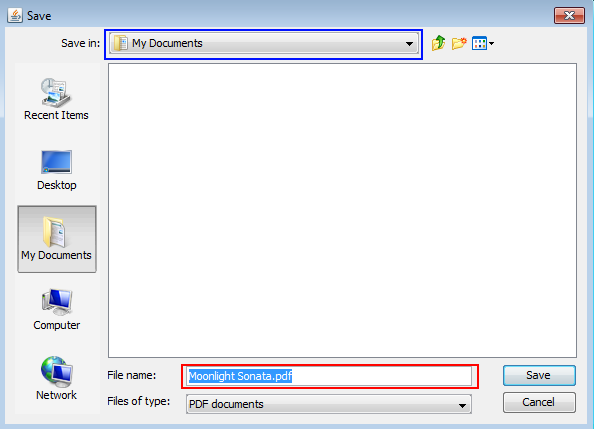 Save
Save in: My Documents
Recent Items
Desktop
My Documents
Computer
Network
File name: Moonlight Sonata.pdf Save
Files of type: PDF documents Cancel